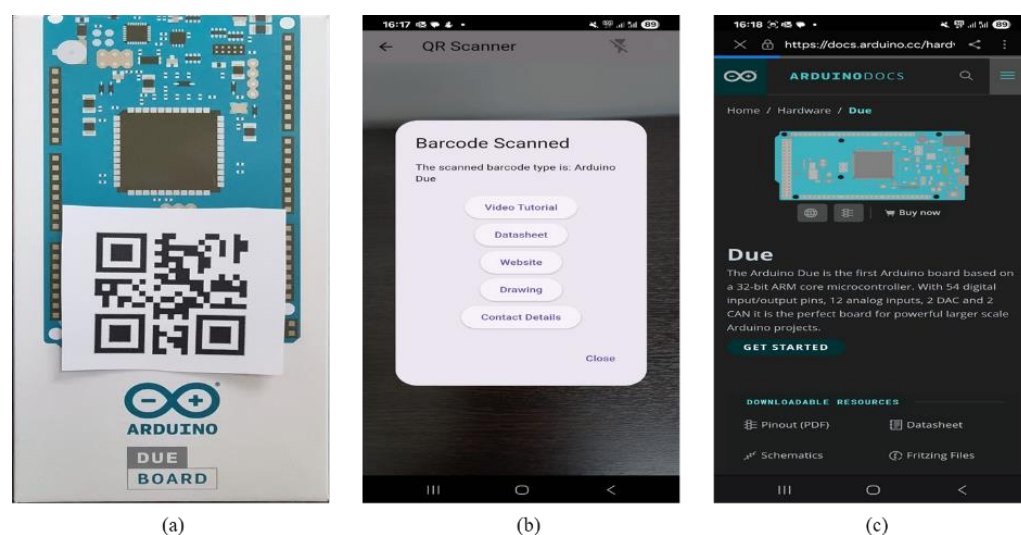 ARDUINO
DUE
BOARD
(a)
16:17
89
QR Scanner
Barcode Scanned
The scanned barcode type is: Arduino
Due
Video Tutorial
Datasheet
Website
Drawing
Contact Details
Close
(b)
16:18
89
https://docs.arduino.cc/hard
ARDUINODOCS
Home / Hardware / Due
Buy now
Due
The Arduino Due is the first Arduino board based on
a 32-bit ARM core microcontroller. With 54 digital
input/output pins, 12 analog inputs, 2 DAC and 2
CAN it is the perfect board for powerful larger scale
Arduino projects.
GET STARTED
DOWNLOADABLE RESOURCES
Pinout (PDF)
Datasheet
Schematics
Fritzing Files
(c)